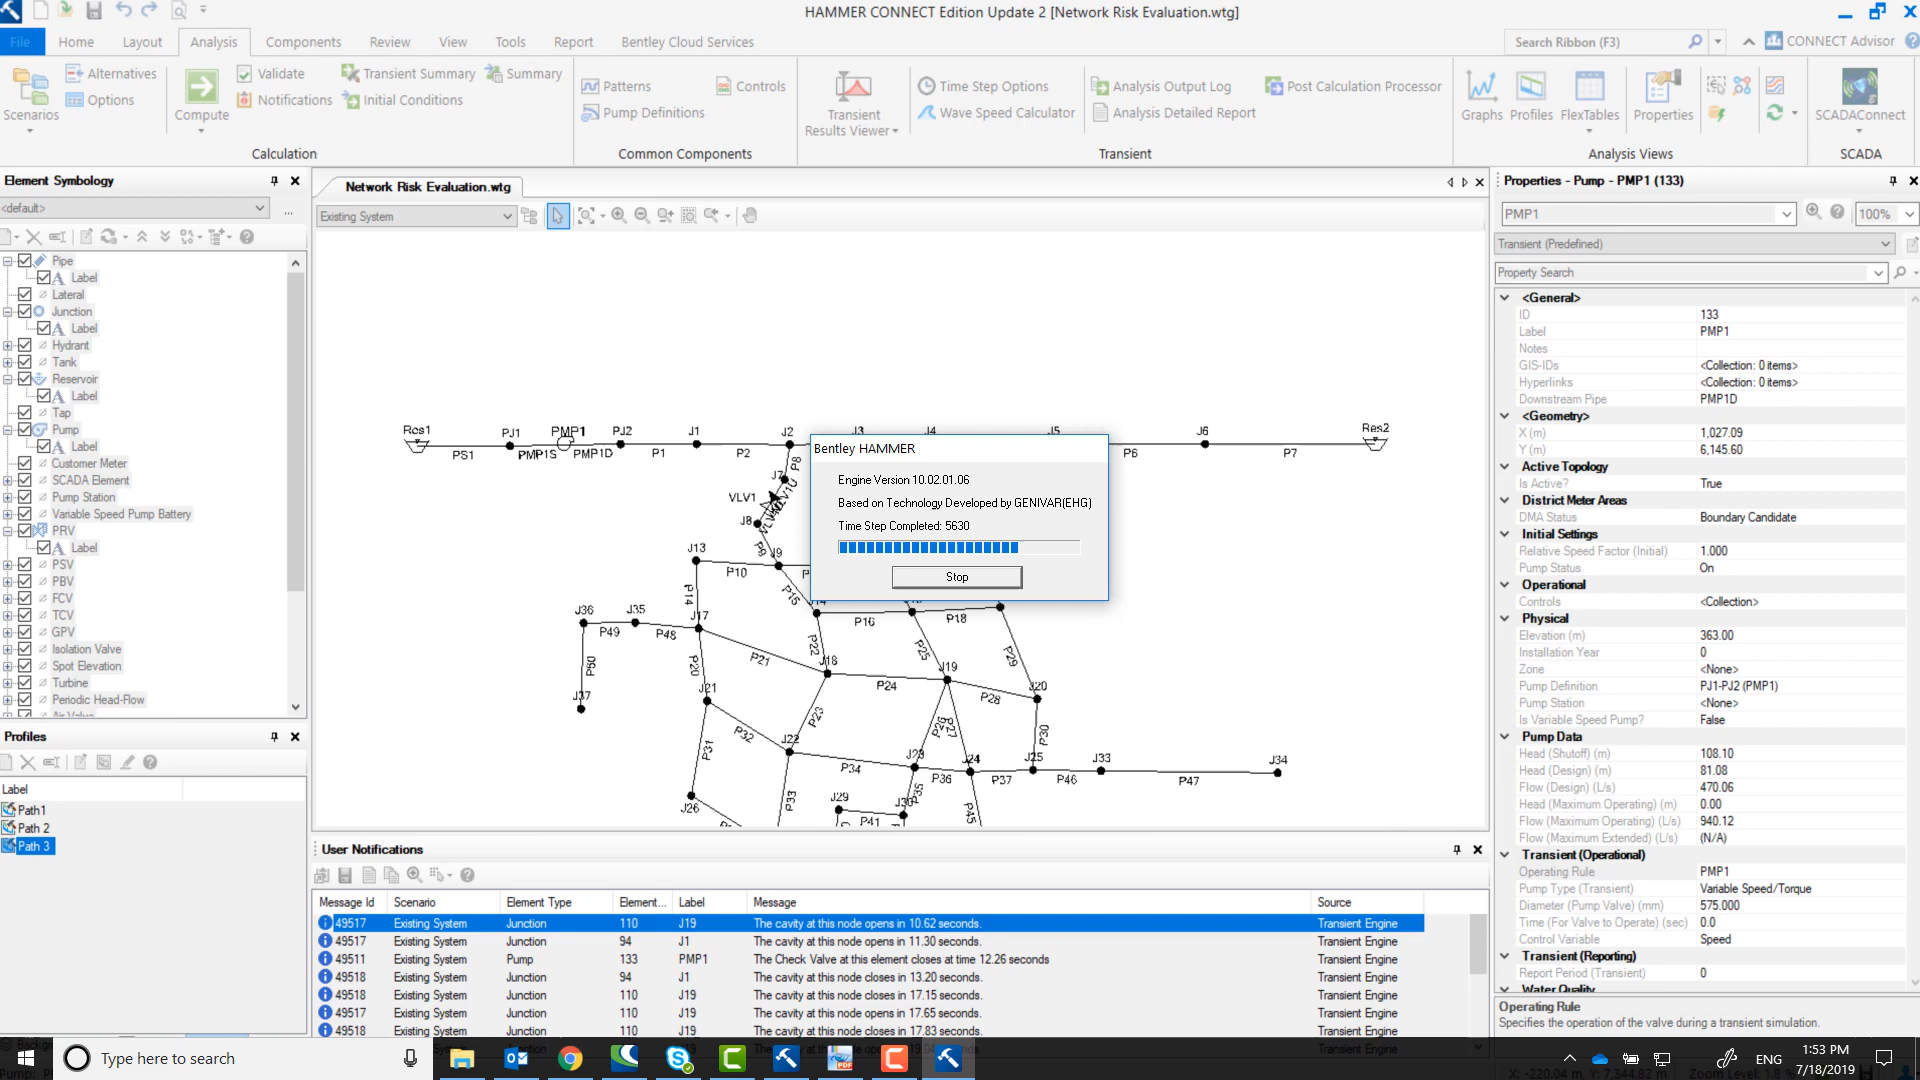 HAMMER CONNECT Edition Update 2 [Network Risk Evaluation.wtg]
File Home Layout Analysis Components Review View Tools Report Bentley Cloud Services
Search Ribbon (F3)
CONNECT Advisor
Scenarios
Alternatives
Options
Compute
Validate
Notifications
Transient Summary
Initial Conditions
Summary
Calculation
Patterns
Pump Definitions
Controls
Common Components
Transient
Results Viewer
Time Step Options
Wave Speed Calculator
Analysis Output Log
Analysis Detailed Report
Post Calculation Processor
Transient
Graphs Profiles FlexTables Properties
Analysis Views
SCADAConnect
SCADA
Element Symbology
<default>
Pipe
Label
Lateral
Junction
Label
Hydrant
Tank
Reservoir
Label
Tap
Pump
Label
Customer Meter
SCADA Element
Pump Station
Variable Speed Pump Battery
PRV
Label
PSV
PBV
FCV
TCV
GPV
Isolation Valve
Spot Elevation
Turbine
Periodic Head-Flow
Air Valve
Profiles
Label
Path1
Path 2
Path 3
Network Risk Evaluation.wtg
Existing System
Res1 PJ1 PMP1 PJ2 J1 J2 J3 J4 J5 J6 Res2
PS1 PMP1S PMP1D P1 P2 P6 P7
P8
J7
VLV1
J8
P9
J9
J13
P10
P14
P15
J17
P16
P18
J36
J35
P49
P48
P60
J37
P20
P21
P22
J18
P24
P25
J19
P28
P29
J20
P30
J21
P31
P32
P23
P26
P27
J23
J24
J25
J33
J34
P33
P34
P36
P37
P46
P47
P35
P45
J26
J29
P41
Bentley HAMMER
Engine Version 10.02.01.06
Based on Technology Developed by GENIVAR(EHG)
Time Step Completed: 5630
Stop
User Notifications
Message Id Scenario Element Type Element... Label Message Source
49517 Existing System Junction 110 J19 The cavity at this node opens in 10.62 seconds. Transient Engine
49517 Existing System Junction 94 J1 The cavity at this node opens in 11.30 seconds. Transient Engine
49511 Existing System Pump 133 PMP1 The Check Valve at this element closes at time 12.26 seconds Transient Engine
49518 Existing System Junction 94 J1 The cavity at this node closes in 13.20 seconds. Transient Engine
49518 Existing System Junction 110 J19 The cavity at this node closes in 17.15 seconds. Transient Engine
49517 Existing System Junction 110 J19 The cavity at this node opens in 17.65 seconds. Transient Engine
49518 Existing System Junction 110 J19 The cavity at this node closes in 17.83 seconds. Transient Engine
Properties - Pump - PMP1 (133)
PMP1
100%
Transient (Predefined)
Property Search
<General>
ID 133
Label PMP1
Notes
GIS-IDs <Collection: 0 items>
Hyperlinks <Collection: 0 items>
Downstream Pipe PMP1D
<Geometry>
X (m) 1,027.09
Y (m) 6,145.60
Active Topology
Is Active? True
District Meter Areas
DMA Status Boundary Candidate
Initial Settings
Relative Speed Factor (Initial) 1.000
Pump Status On
Operational
Controls <Collection>
Physical
Elevation (m) 363.00
Installation Year 0
Zone <None>
Pump Definition PJ1-PJ2 (PMP1)
Pump Station <None>
Is Variable Speed Pump? False
Pump Data
Head (Shutoff) (m) 108.10
Head (Design) (m) 81.08
Flow (Design) (L/s) 470.06
Head (Maximum Operating) (m) 0.00
Flow (Maximum Operating) (L/s) 940.12
Flow (Maximum Extended) (L/s) (N/A)
Transient (Operational)
Operating Rule PMP1
Pump Type (Transient) Variable Speed/Torque
Diameter (Pump Valve) (mm) 575.000
Time (For Valve to Operate) (sec) 0.0
Control Variable Speed
Transient (Reporting)
Report Period (Transient) 0
Water Quality
Operating Rule
Specifies the operation of the valve during a transient simulation.
Type here to search
ENG
1:53 PM
7/18/2019